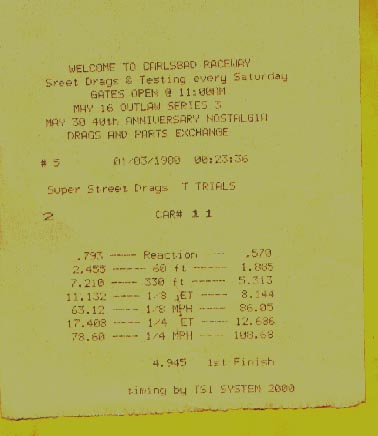 WELCOME TO CARLSBAD RACEWAY
Sreet Drags & Testing every Saturday
GATES OPEN @ 11:00AM
MAY 16 OUTLAW SERIES 3
MAY 30 40th ANNIVERSARY NOSTALGIA
DRAGS AND PARTS EXCHANGE
# 5 01/03/1980 00:23:36
Super Street Drags T TRIALS
2 CAR# 1 1
.793 ---- Reaction ---- .570
2.455 ----- 60 ft ----- 1.885
7.210 ---- 330 ft ----- 5.313
11.132 ---- 1/8 ET ---- 8.144
63.12 ---- 1/8 MPH ---- 86.05
17.408 ---- 1/4 ET ---- 12.686
78.60 ---- 1/4 MPH ---- 108.68
4.945 1st Finish
timing by TSI SYSTEM 2000